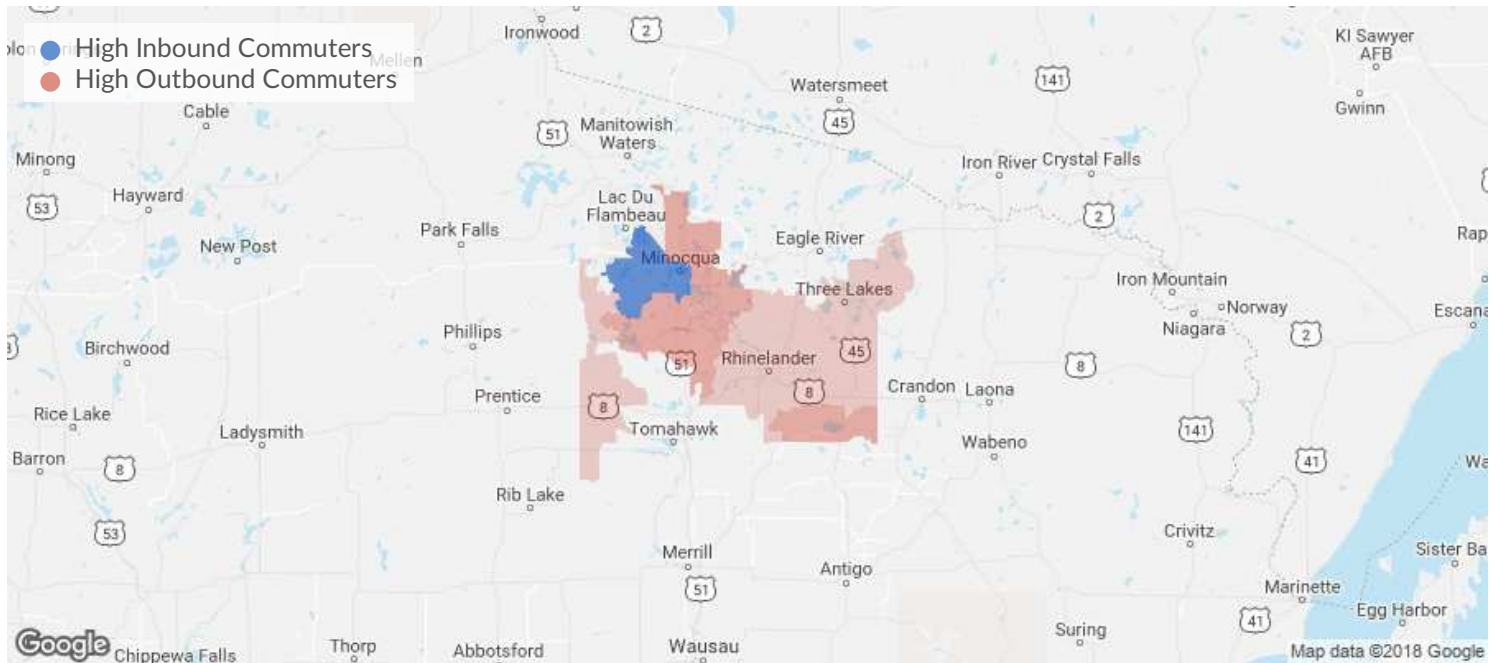 Ironwood
2
KI Sawyer
AFB
High Inbound Commuters
Mellen
High Outbound Commuters
141
Watersmeet
Gwinn
Cable
45
51
Manitowish
Waters
Minong
Iron River
Crystal Falls
Hayward
53
Lac Du
Flambeau
2
Park Falls
Eagle River
New Post
Rap
Minocqua
Iron Mountain
Three Lakes
Norway
Escana
Niagara
Phillips
2
Birchwood
45
Rhinelander
51
8
Crandon
Laona
8
Prentice
8
Rice Lake
Tomahawk
141
Ladysmith
Wabeno
Barron
8
41
Wa
Rib Lake
53
Crivitz
Merrill
Sister Ba
Antigo
51
Marinette
Egg Harbor
41
Suring
Google
Thorp
Abbotsford
Wausau
Chippewa Falls
Map data ©2018 Google